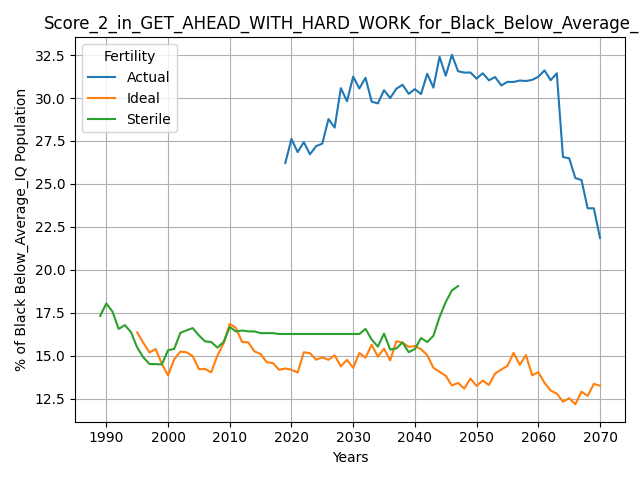 Score_2_in_GET_AHEAD_WITH_HARD_WORK_for_Black_Below_Average_
Fertility
Actual
Ideal
Sterile
% of Black Below_Average_IQ Population
32.5
30.0
27.5
25.0
22.5
20.0
17.5
15.0
12.5
1990 2000 2010 2020 2030 2040 2050 2060 2070
Years